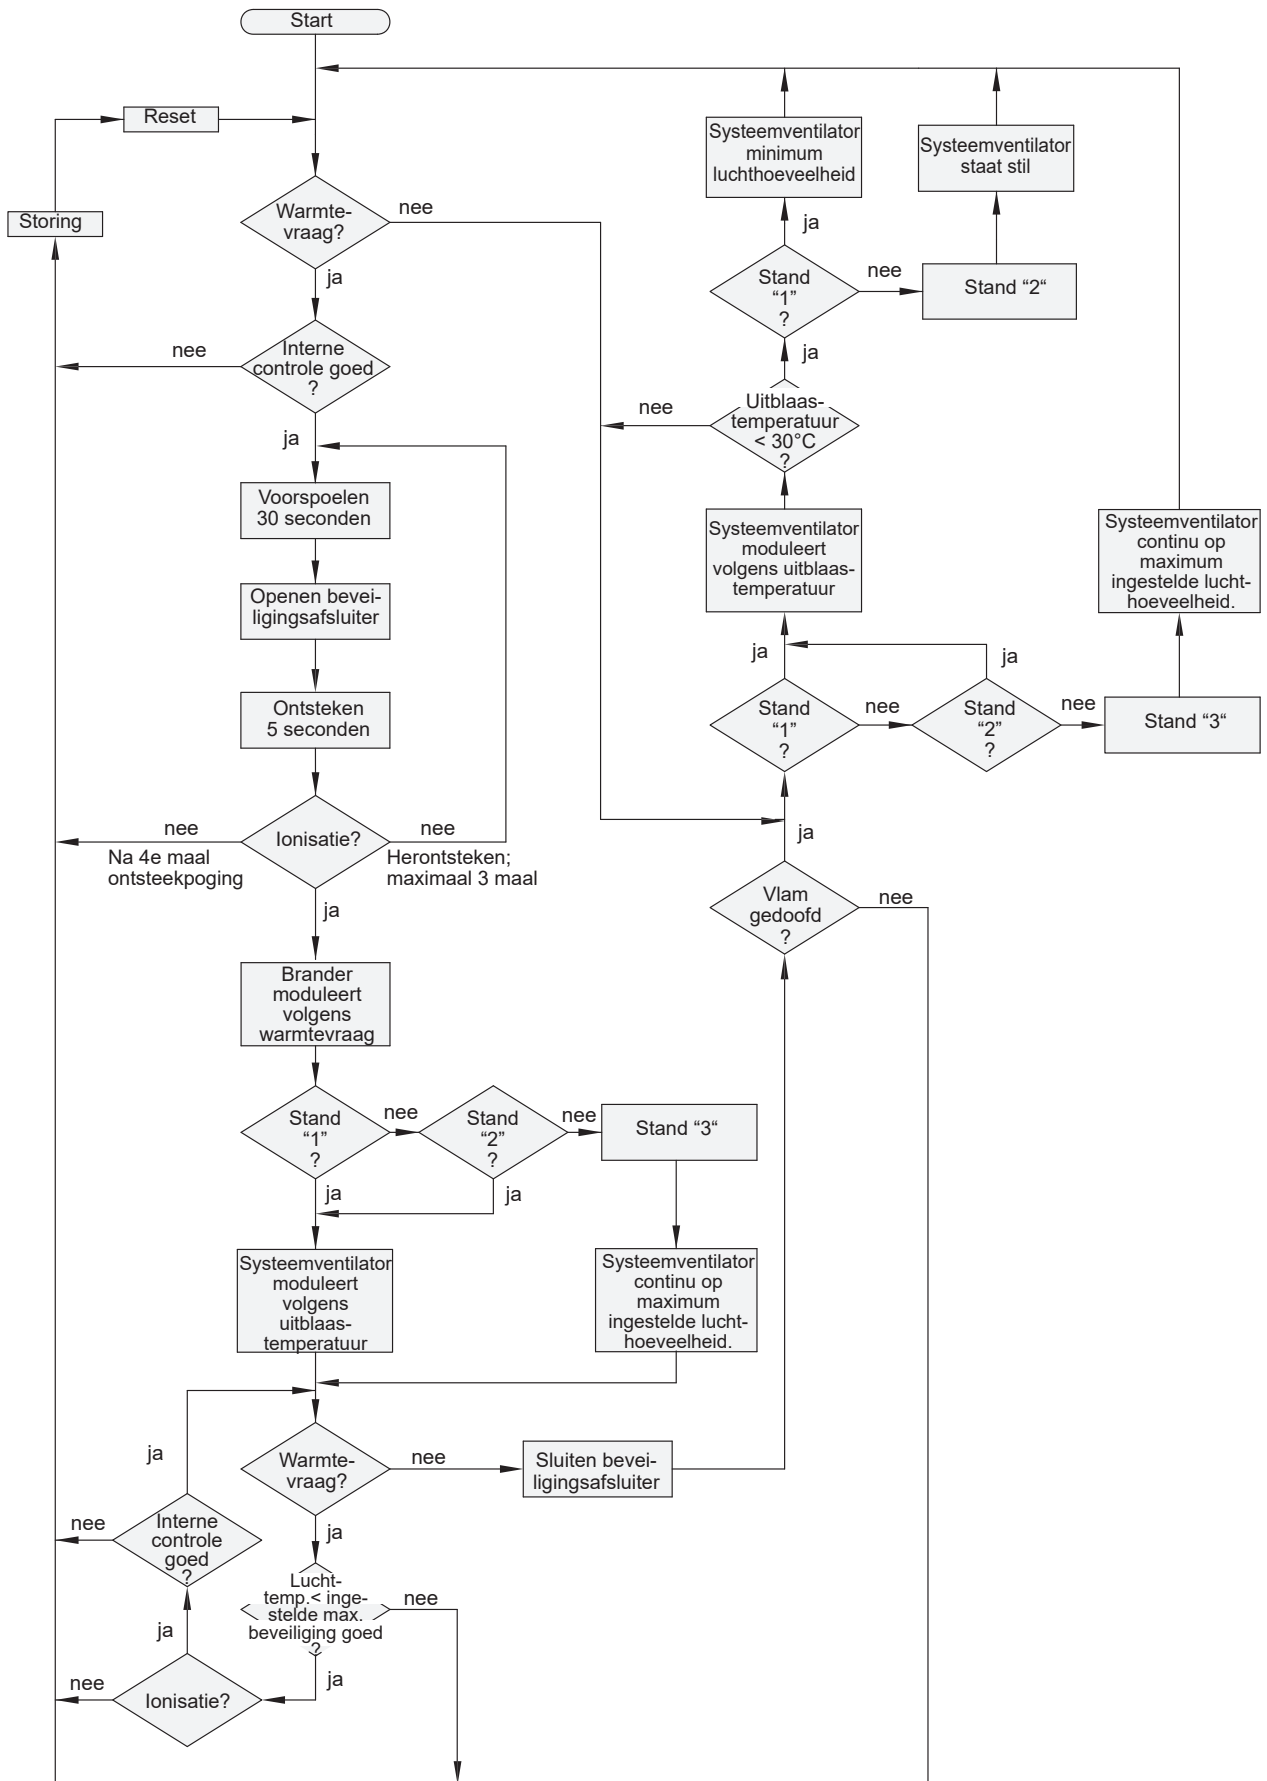 Start
Reset
Storing
Warmte-
vraag?
nee
ja
Interne
controle goed
?
nee
ja
Voorspoelen
30 seconden
Openen bevei-
ligingsafsluiter
Ontsteken
5 seconden
Ionisatie?
nee
Na 4e maal
ontsteekpoging
nee
Herontsteken;
maximaal 3 maal
ja
Brander
moduleert
volgens
warmtevraag
Stand
“1”
?
nee
Stand
“2”
?
nee
Stand “3“
ja
ja
Systeemventilator
moduleert
volgens
uitblaas-
temperatuur
Systeemventilator
continu op
maximum
ingestelde lucht-
hoeveelheid.
Warmte-
vraag?
nee
Sluiten bevei-
ligingsafsluiter
ja
Lucht-
temp.< inge-
stelde max.
beveiliging goed
?
nee
ja
Ionisatie?
nee
ja
Interne
controle
goed
?
nee
ja
Vlam
gedoofd
?
nee
ja
Stand
“1”
?
nee
Stand
“2”
?
nee
Stand “3“
ja
ja
Systeemventilator
moduleert
volgens uitblaas-
temperatuur
Systeemventilator
continu op
maximum
ingestelde lucht-
hoeveelheid.
Uitblaas-
temperatuur
< 30°C
?
nee
ja
Stand
“1”
?
nee
Stand “2“
ja
Systeemventilator
minimum
luchthoeveelheid
Systeemventilator
staat stil